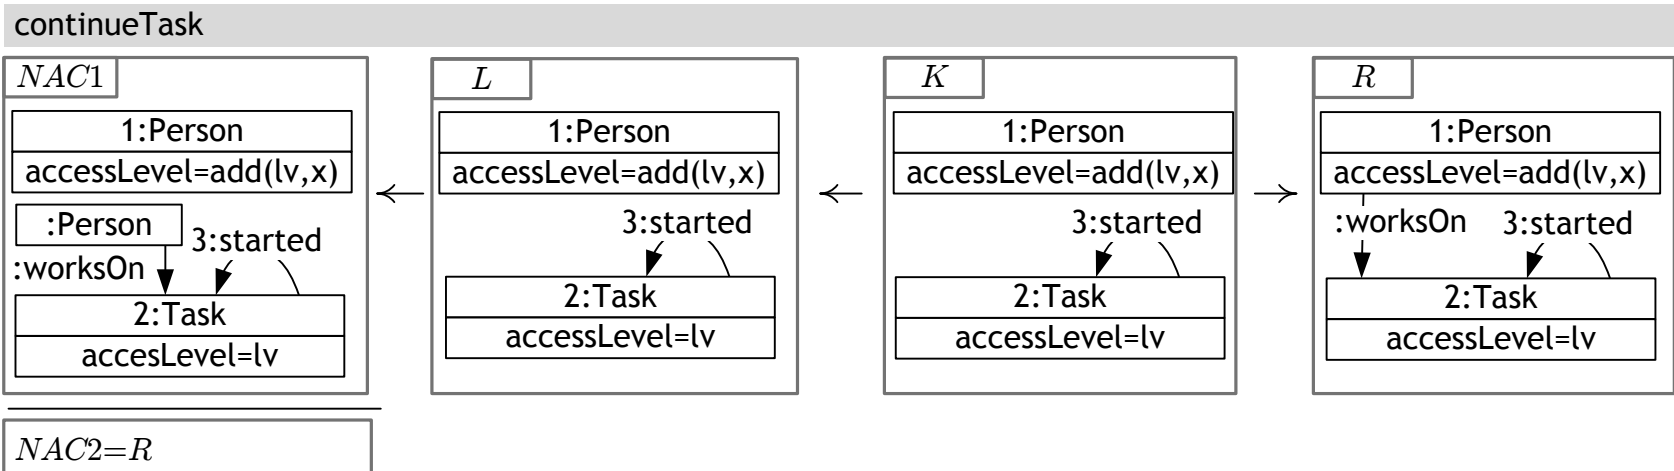 continueTask
NAC1
1:Person
accessLevel=add(lv,x)
:Person
3:started
:worksOn
2:Task
accesLevel=lv
L
1:Person
accessLevel=add(lv,x)
3:started
2:Task
accessLevel=lv
K
1:Person
accessLevel=add(lv,x)
3:started
2:Task
accessLevel=lv
R
1:Person
accessLevel=add(lv,x)
:worksOn
3:started
2:Task
accessLevel=lv
NAC2=R